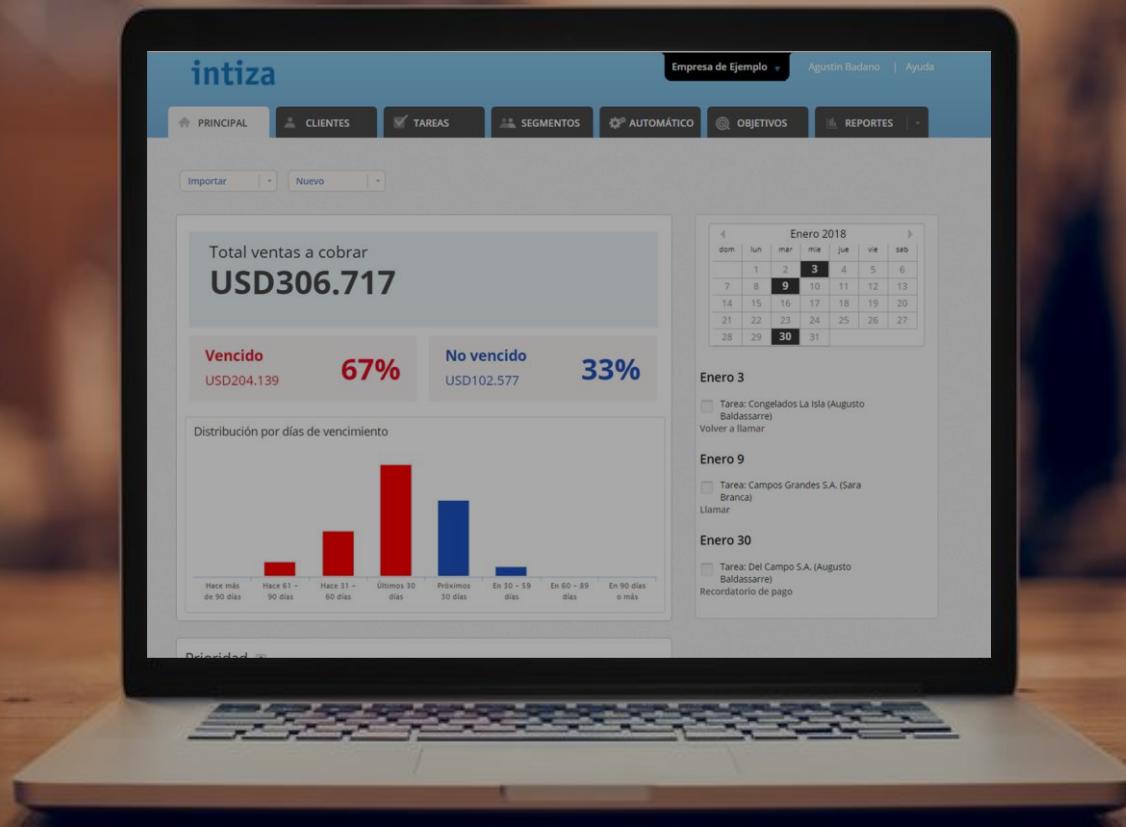 intiza
Empresa de Ejemplo
Agustin Badano | Ayuda
PRINCIPAL
CLIENTES
TAREAS
SEGMENTOS
AUTOMÁTICO
OBJETIVOS
REPORTES
Importar
Nuevo
Total ventas a cobrar
USD306.717
Vencido
USD204.139
67%
No vencido
USD102.577
33%
Distribución por días de vencimiento
Hace más
de 90 días
Hace 61 -
90 días
Hace 31 -
60 días
Últimos 30
días
Próximos
30 días
En 30 - 59
días
En 60 - 89
días
En 90 días
o más
Enero 2018
dom lun mar mie jue vie sab
1 2 3 4 5 6
7 8 9 10 11 12 13
14 15 16 17 18 19 20
21 22 23 24 25 26 27
28 29 30 31
Enero 3
Tarea: Congelados La Isla (Augusto
Baldassarre)
Volver a llamar
Enero 9
Tarea: Campos Grandes S.A. (Sara
Branca)
Llamar
Enero 30
Tarea: Del Campo S.A. (Augusto
Baldassarre)
Recordatorio de pago
Prioridad